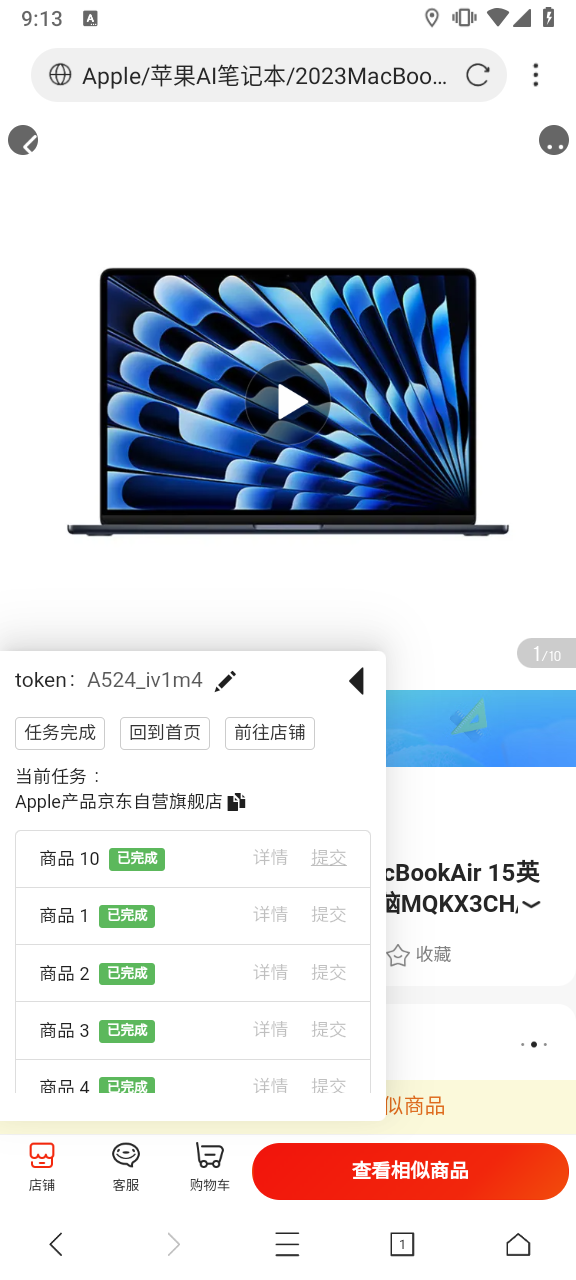 9:13
Apple/苹果AI笔记本/2023MacBoo...
1/10
token： A524_iv1m4
任务完成 回到首页 前往店铺
当前任务：
Apple产品京东自营旗舰店
商品 10 已完成 详情 提交
cBookAir 15英
商品 1 已完成 详情 提交
脑MQKX3CH/
商品 2 已完成 详情 提交
收藏
商品 3 已完成 详情 提交
商品 4 已完成 详情 提交
似商品
店铺 客服 购物车 查看相似商品
1